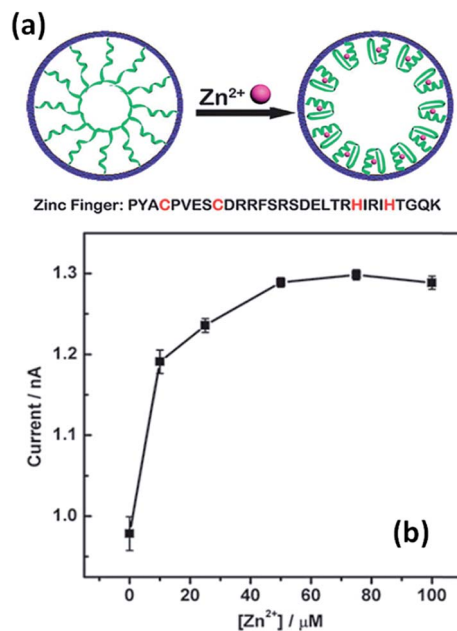 (a)
Zn2+
Zinc Finger: PYACPVESCDRRFSRSDELTRHIRIHTGQK
1.3
1.2
1.1
1.0
Current / nA
(b)
0 20 40 60 80 100
[Zn2+] / μM